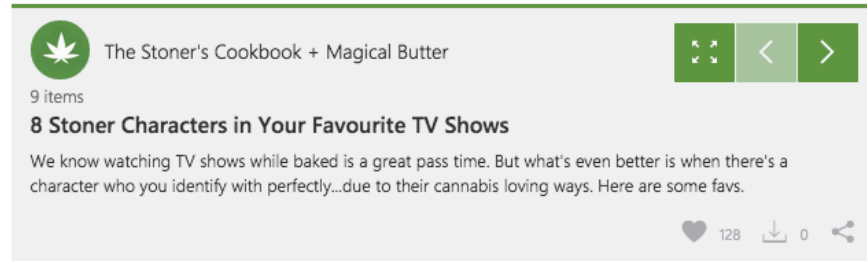 The Stoner's Cookbook + Magical Butter
9 items
8 Stoner Characters in Your Favourite TV Shows
We know watching TV shows while baked is a great pass time. But what's even better is when there's a
character who you identify with perfectly...due to their cannabis loving ways. Here are some favs.
128 0